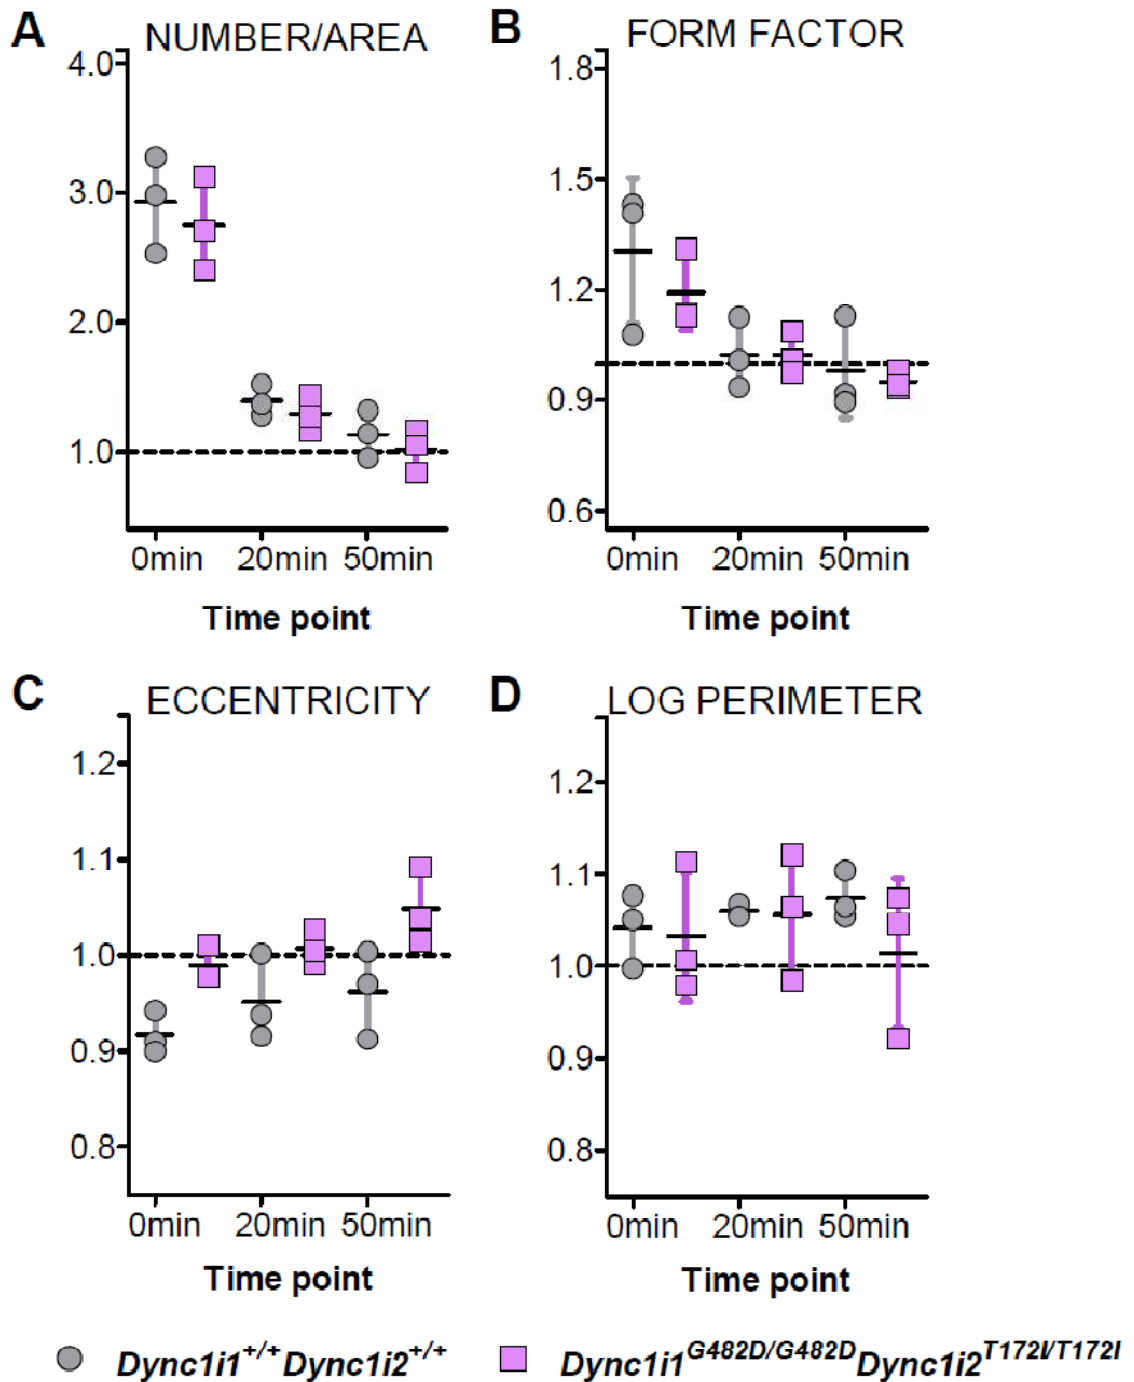 A NUMBER/AREA
4.0
3.0
2.0
1.0
0min 20min 50min
Time point
B FORM FACTOR
1.8
1.5
1.2
0.9
0.6
0min 20min 50min
Time point
C ECCENTRICITY
1.2
1.1
1.0
0.9
0.8
0min 20min 50min
Time point
D LOG PERIMETER
1.2
1.1
1.0
0.9
0.8
0min 20min 50min
Time point
Dync1i1+/+Dync1i2+/+
Dync1i1G482D/G482DDync1i2T172I/T172I